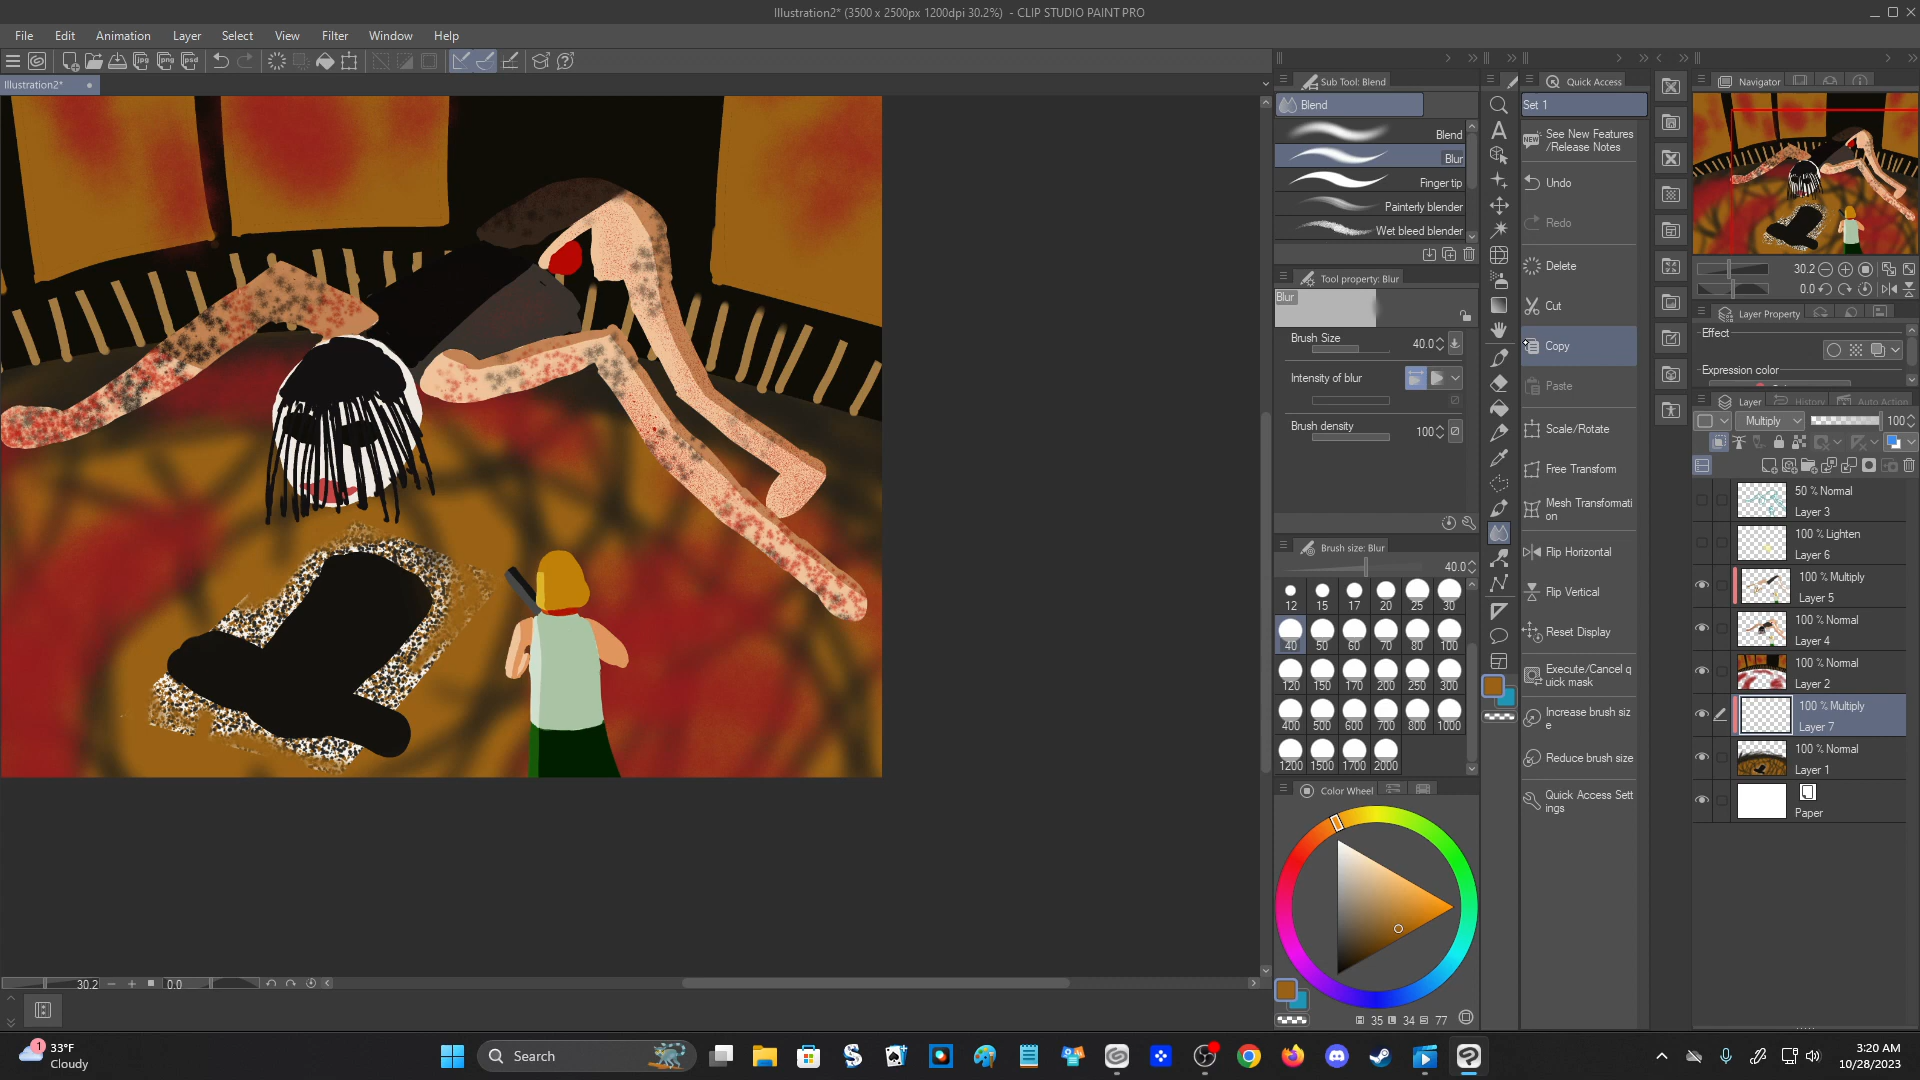 Illustration2* (3500 x 2500px 1200dpi 30.2%) - CLIP STUDIO PAINT PRO
File Edit Animation Layer Select View Filter Window Help
Illustration2*
Sub Tool: Blend
Blend
Blend
Blur
Finger tip
Painterly blender
Wet bleed blender
Tool property: Blur
Blur
Brush Size 40.0
Intensity of blur
Brush density 100
Brush size: Blur
40.0
12 15 17 20 25 30
40 50 60 70 80 100
120 150 170 200 250 300
400 500 600 700 800 1000
1200 1500 1700 2000
Color Wheel
35 34 77
Quick Access
Set 1
See New Features
/Release Notes
Undo
Redo
Delete
Cut
Copy
Paste
Scale/Rotate
Free Transform
Mesh Transformati
on
Flip Horizontal
Flip Vertical
Reset Display
Execute/Cancel q
uick mask
Increase brush siz
e
Reduce brush size
Quick Access Sett
ings
Navigator
30.2
0.0
Layer Property
Effect
Expression color
Layer History Auto Action
Multiply 100
50 % Normal
Layer 3
100 % Lighten
Layer 6
100 % Multiply
Layer 5
100 % Normal
Layer 4
100 % Normal
Layer 2
100 % Multiply
Layer 7
100 % Normal
Layer 1
Paper
30.2 0.0
1
33°F
Cloudy
Search
3:20 AM
10/28/2023